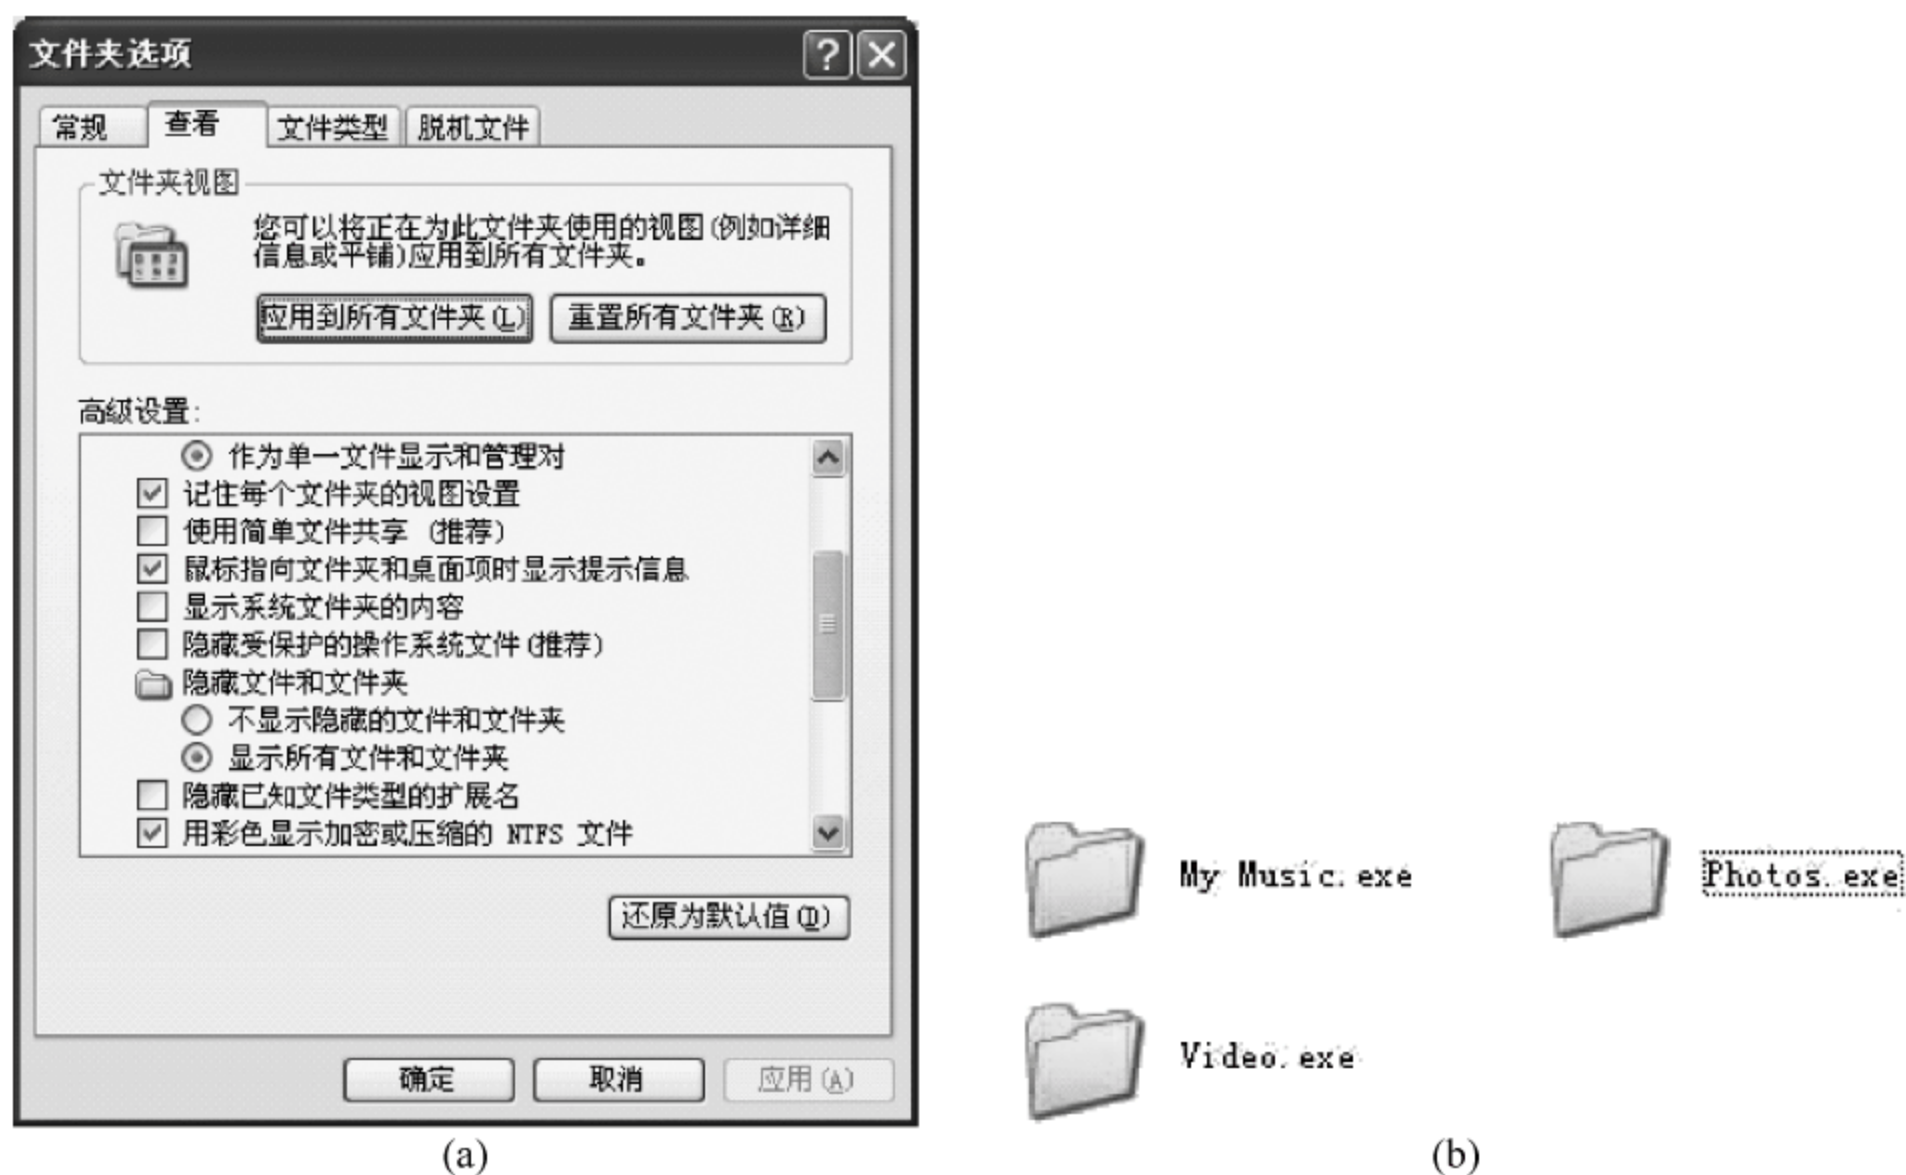 文件夹选项
常规 查看 文件类型 脱机文件
文件夹视图
您可以将正在为此文件夹使用的视图(例如详细
信息或平铺)应用到所有文件夹。
应用到所有文件夹(L) 重置所有文件夹(R)
高级设置:
作为单一文件显示和管理对
记住每个文件夹的视图设置
使用简单文件共享 (推荐)
鼠标指向文件夹和桌面项时显示提示信息
显示系统文件夹的内容
隐藏受保护的操作系统文件(推荐)
隐藏文件和文件夹
不显示隐藏的文件和文件夹
显示所有文件和文件夹
隐藏已知文件类型的扩展名
用彩色显示加密或压缩的 NTFS 文件
还原为默认值(D)
确定 取消 应用(A)
(a)
My Music.exe Photos.exe
Video.exe
(b)